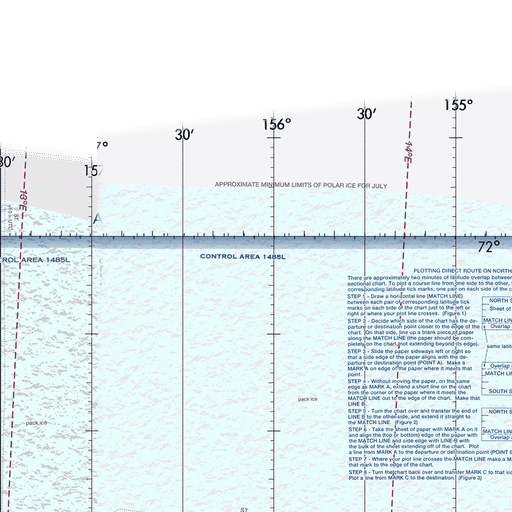 155°
156°
30′
30′
7°
30′
15
14°E
13°E
APPROXIMATE MINIMUM LIMITS OF POLAR ICE FOR JULY
72°
ROL AREA 1485L
CONTROL AREA 1485L
PLOTTING DIRECT ROUTE ON NORTH
There are approximately two minutes of latitude overlap between
sectional chart. To plot a course line from one side to the other,
corresponding latitude tick marks, one pair on each side of the c
STEP 1 - Draw a horizontal line (MATCH LINE)
between each pair of corresponding latitude tick
marks on each side of the chart just to the left or
right of where your plot line crosses. (Figure 1)
STEP 2 - Decide which side of the chart has the de-
parture or destination point closer to the edge of the
chart. On that side, line up a blank piece of paper
along the MATCH LINE (the paper should be com-
pletely on the chart, not extending beyond its edge).
STEP 3 - Slide the paper sideways left or right so
that a side edge of the paper aligns with the de-
parture or destination point (POINT A). Make a
MARK A on edge of the paper where it meets that
point.
STEP 4 - Without moving the paper, on the same
edge as MARK A, extend a short line on the chart
from the corner of the paper where it meets the
MATCH LINE out to the edge of the chart. Make that
LINE B.
STEP 5 - Turn the chart over and transfer the end of
LINE B to the other side, and extend it straight to
the MATCH LINE. (Figure 2)
STEP 6 - Take the sheet of paper with MARK A on it
and align the (top or bottom) edge of the paper with
the MATCH LINE and side edge with LINE B with
the bulk of the sheet on the edge of the chart. Plot
a line from MARK A to the departure or destination point (POINT B
STEP 7 - Where your plot line crosses the MATCH LINE make a M
that mark to the edge of the chart.
STEP 8 - Turn the chart back over and transfer MARK C to that si
Plot a line from MARK C to the destination. (Figure 3)
NORTH S
Sheet of
MATCH LINE
Overlap
same latit
Overlap
MATCH LIN
SOUTH S
NORTH S
MATCH LINE
Overlap
pack ice
pack ice
ST